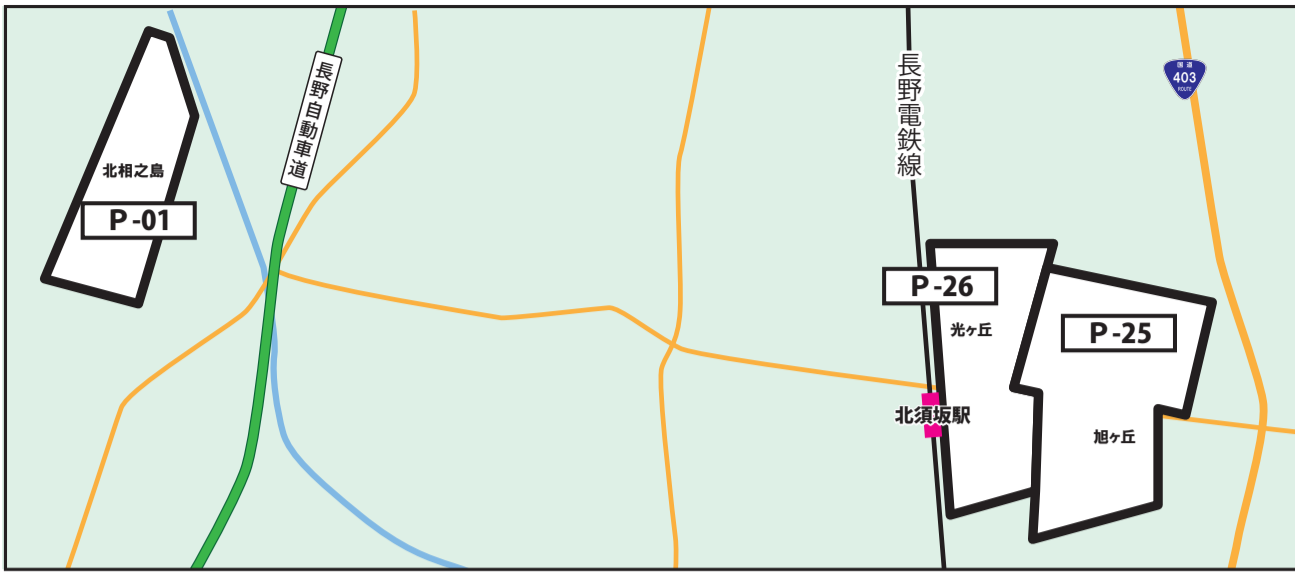 長野自動車道
長野電鉄線
国道
403
ROUTE
北相之島
P-01
P-26
光ヶ丘
P-25
北須坂駅
旭ヶ丘